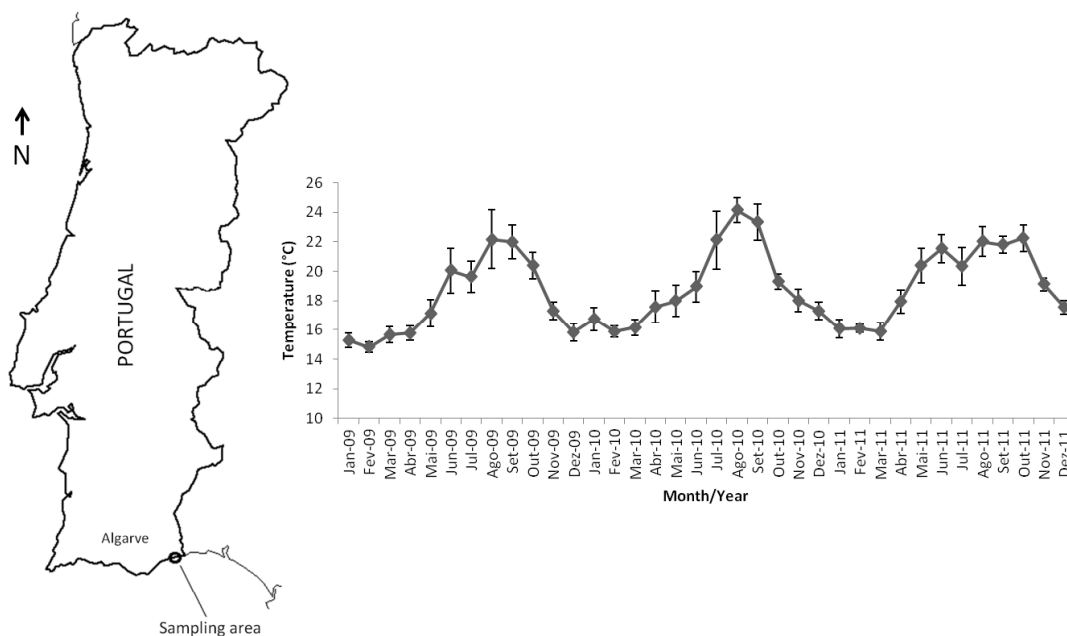 N
PORTUGAL
Algarve
Sampling area
Temperature (°C)
26
24
22
20
18
16
14
12
10
Jan-09
Fev-09
Mar-09
Abr-09
Mai-09
Jun-09
Jul-09
Ago-09
Set-09
Out-09
Nov-09
Dez-09
Jan-10
Fev-10
Mar-10
Abr-10
Mai-10
Jun-10
Jul-10
Ago-10
Set-10
Out-10
Nov-10
Dez-10
Jan-11
Fev-11
Mar-11
Abr-11
Mai-11
Jun-11
Jul-11
Ago-11
Set-11
Out-11
Nov-11
Dez-11
Month/Year